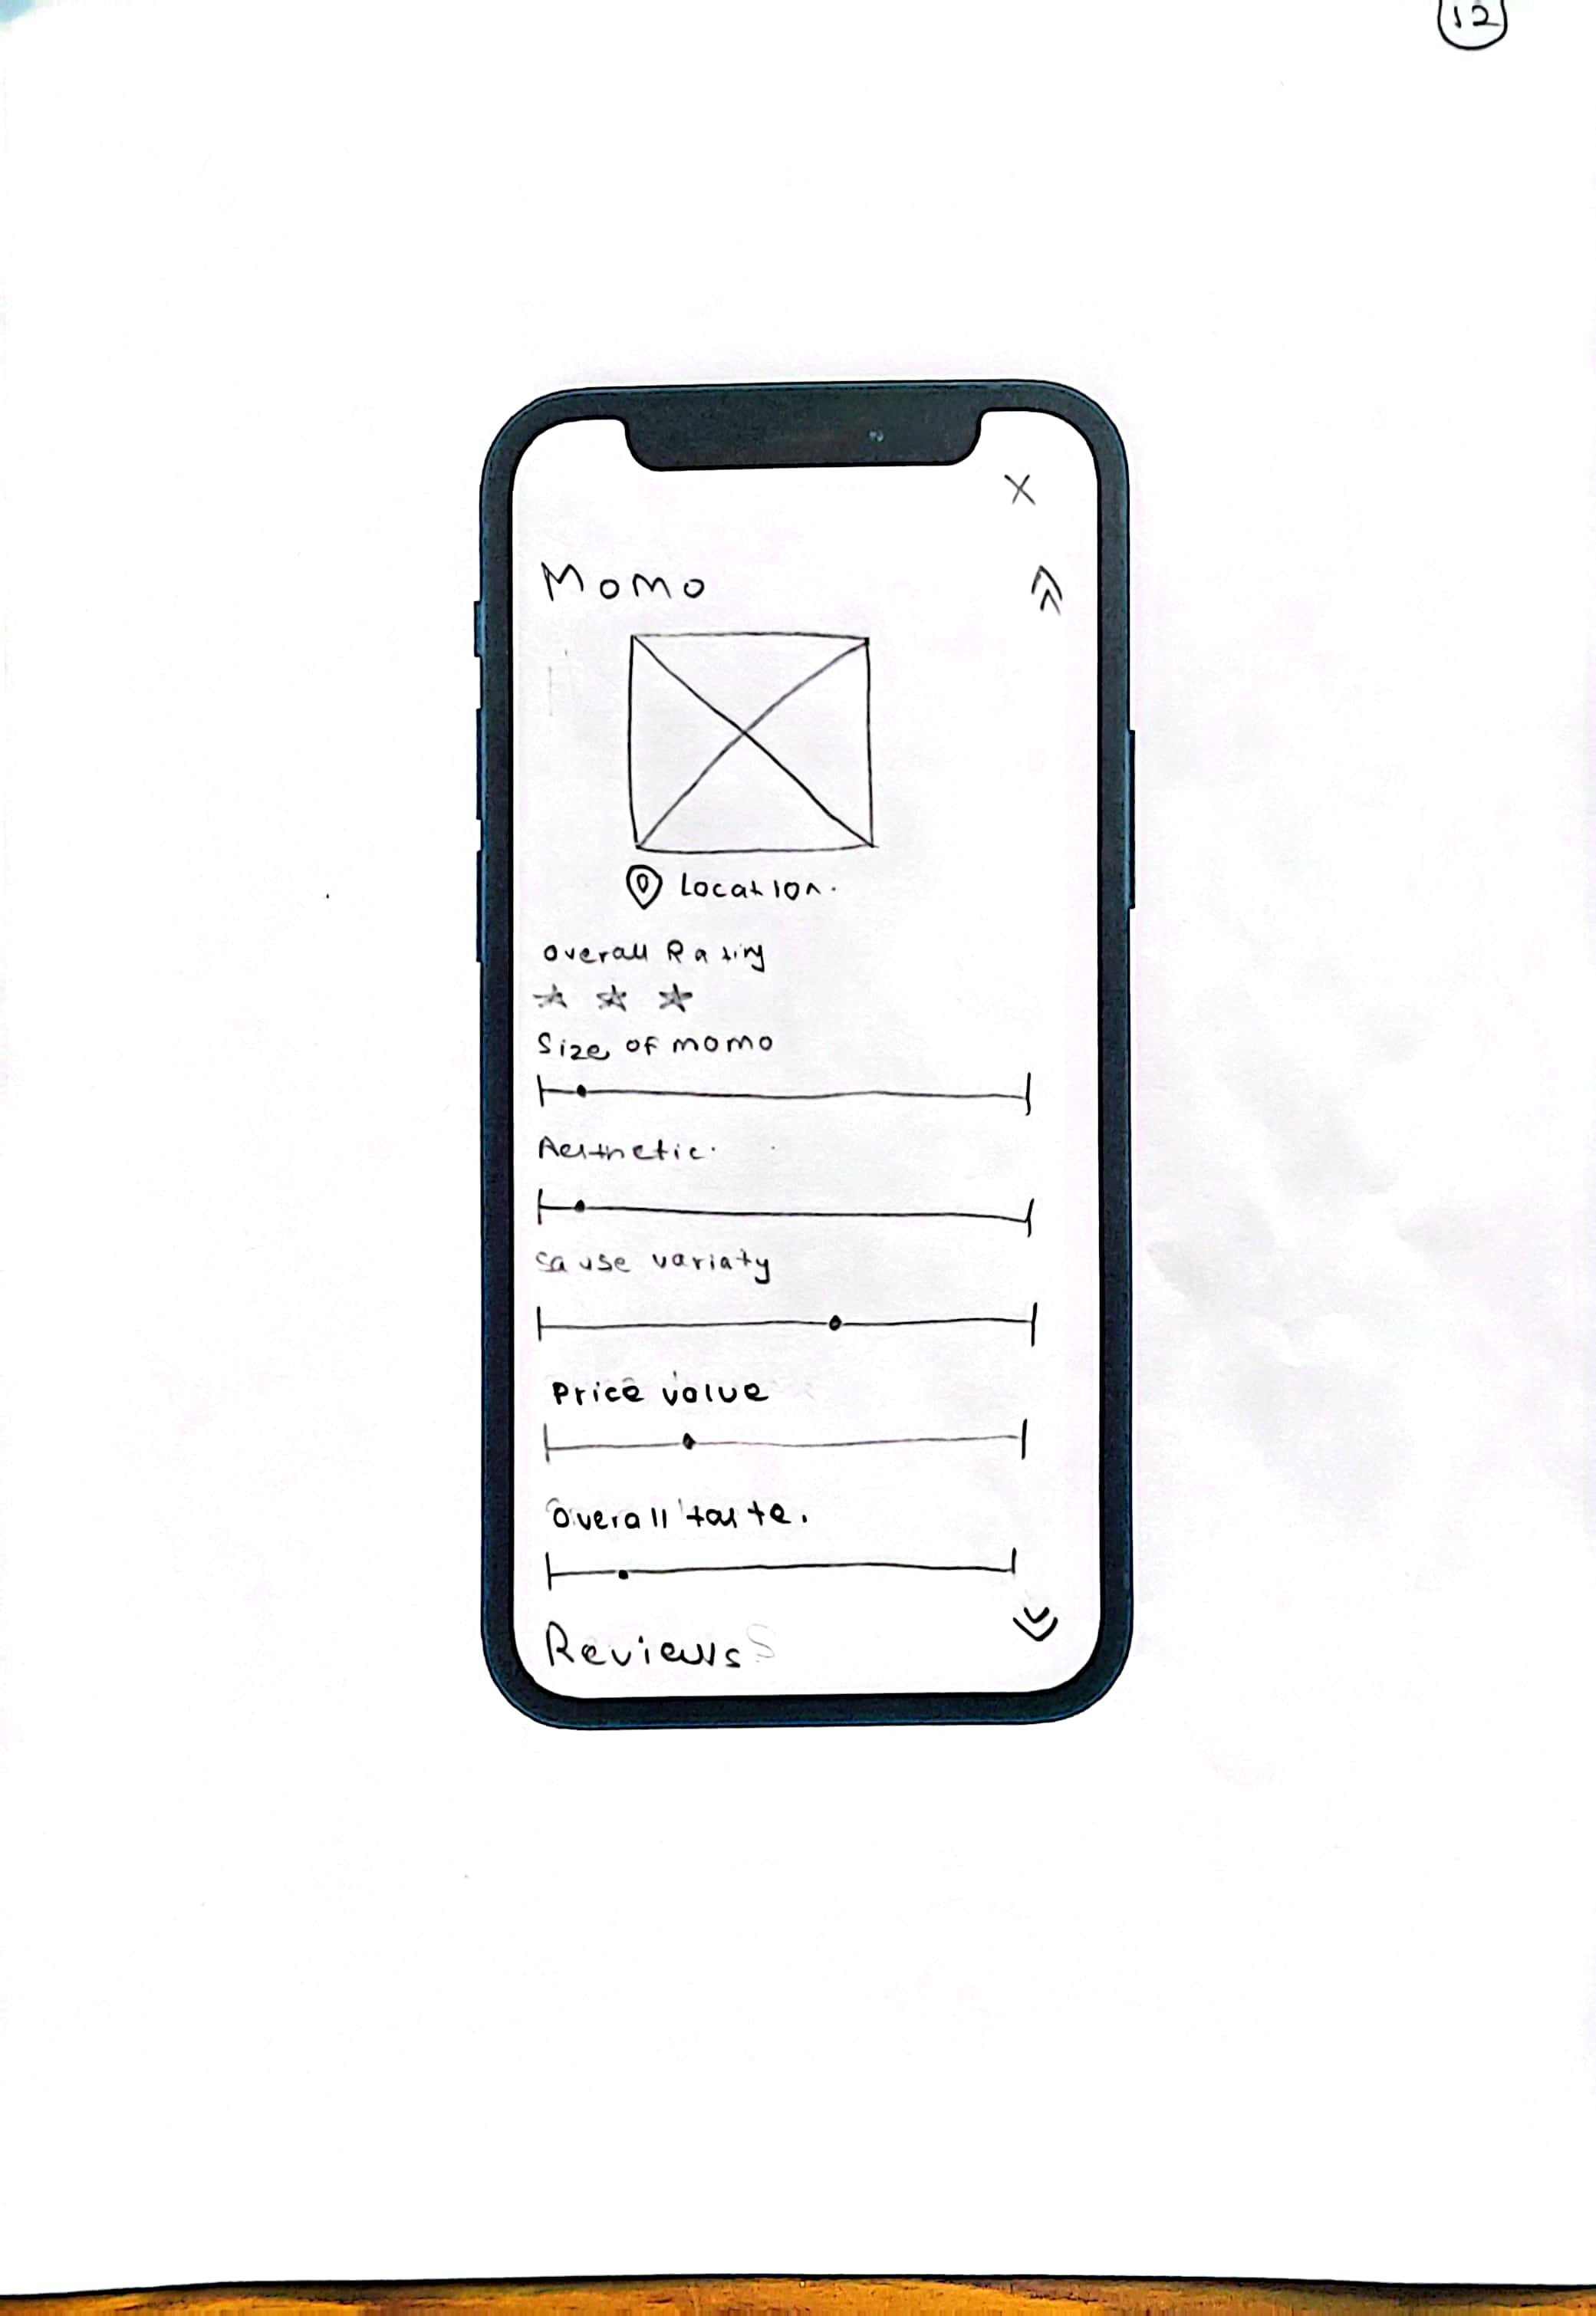 12
X
Momo
Location.
Overall Rating
Size of momo
Aesthetic.
sause variaty
Price value
Overall taste.
Reviews